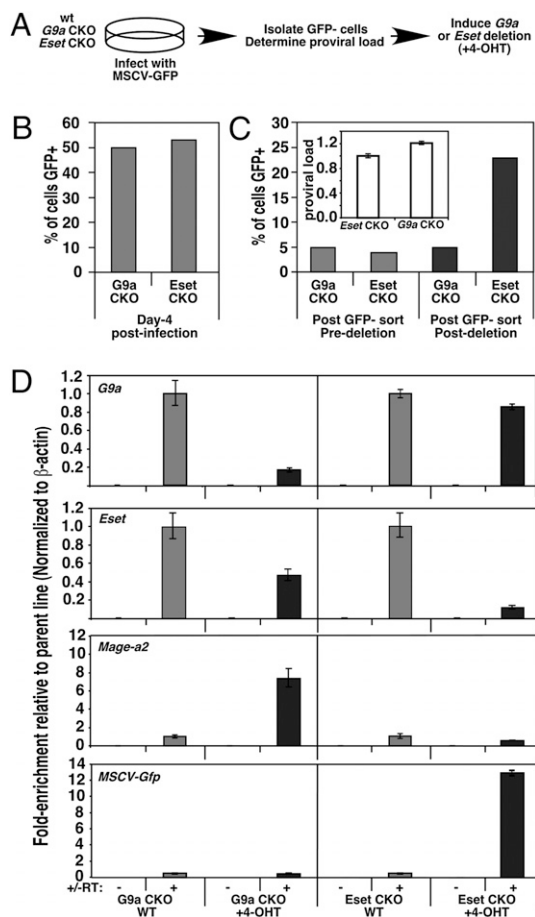 A
wt
G9a CKO
Eset CKO
Infect with
MSCV-GFP
Isolate GFP- cells
Determine proviral load
Induce G9a
or Eset deletion
(+4-OHT)
B
% of cells GFP+
60
50
40
30
20
10
0
G9a CKO
Eset CKO
Day-4
post-infection
C
% of cells GFP+
35
30
25
20
15
10
5
0
proviral load
1.2
0.8
0.4
0.0
Eset CKO
G9a CKO
G9a CKO
Eset CKO
G9a CKO
Eset CKO
Post GFP- sort
Pre-deletion
Post GFP- sort
Post-deletion
D
Fold-enrichment relative to parent line (Normalized to β-actin)
G9a
1.2
1.0
0.8
0.6
0.4
0.2
Eset
1.2
1.0
0.8
0.6
0.4
0.2
Mage-a2
12
10
8
6
4
2
0
MSCV-Gfp
14
12
10
8
6
4
2
0
+/-RT: - + - + - + - +
G9a CKO
WT
G9a CKO
+4-OHT
Eset CKO
WT
Eset CKO
+4-OHT